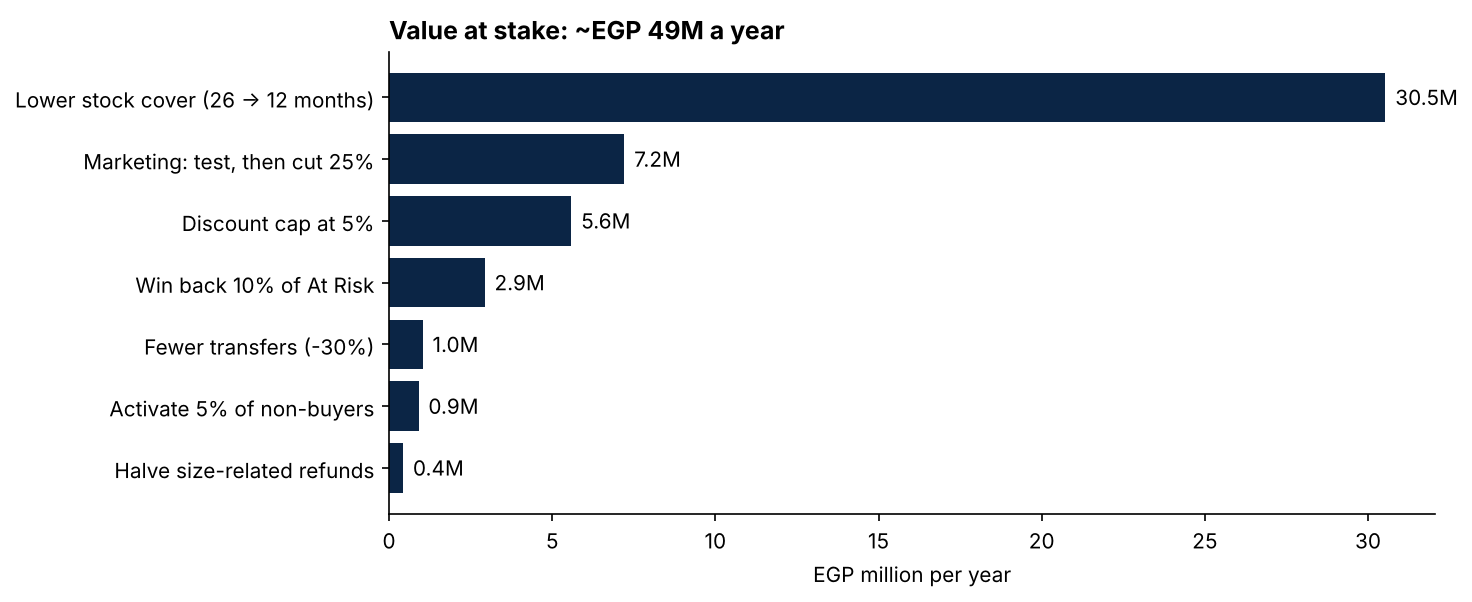 Value at stake: ~EGP 49M a year
Lower stock cover (26 → 12 months) 30.5M
Marketing: test, then cut 25% 7.2M
Discount cap at 5% 5.6M
Win back 10% of At Risk 2.9M
Fewer transfers (-30%) 1.0M
Activate 5% of non-buyers 0.9M
Halve size-related refunds 0.4M
0 5 10 15 20 25 30
EGP million per year